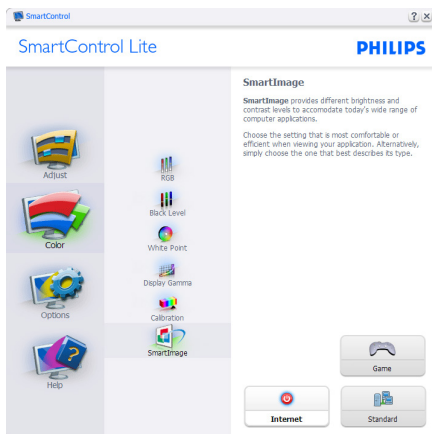 SmartControl
SmartControl Lite
PHILIPS
Adjust
Color
Options
Help
RGB
Black Level
White Point
Display Gamma
Calibration
SmartImage
SmartImage
SmartImage provides different brightness and
contrast levels to accomodate today's wide range of
computer applications.
Choose the setting that is most comfortable or
efficient when viewing your application. Alternatively,
simply choose the one that best describes its type.
Game
Internet
Standard